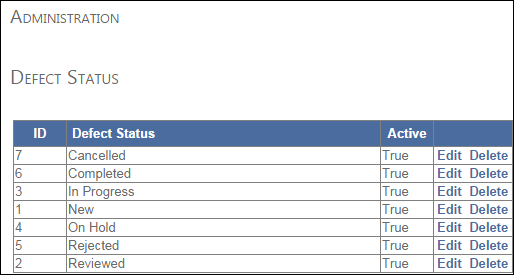 Administration
Defect Status
ID Defect Status Active
7 Cancelled True Edit Delete
6 Completed True Edit Delete
3 In Progress True Edit Delete
1 New True Edit Delete
4 On Hold True Edit Delete
5 Rejected True Edit Delete
2 Reviewed True Edit Delete